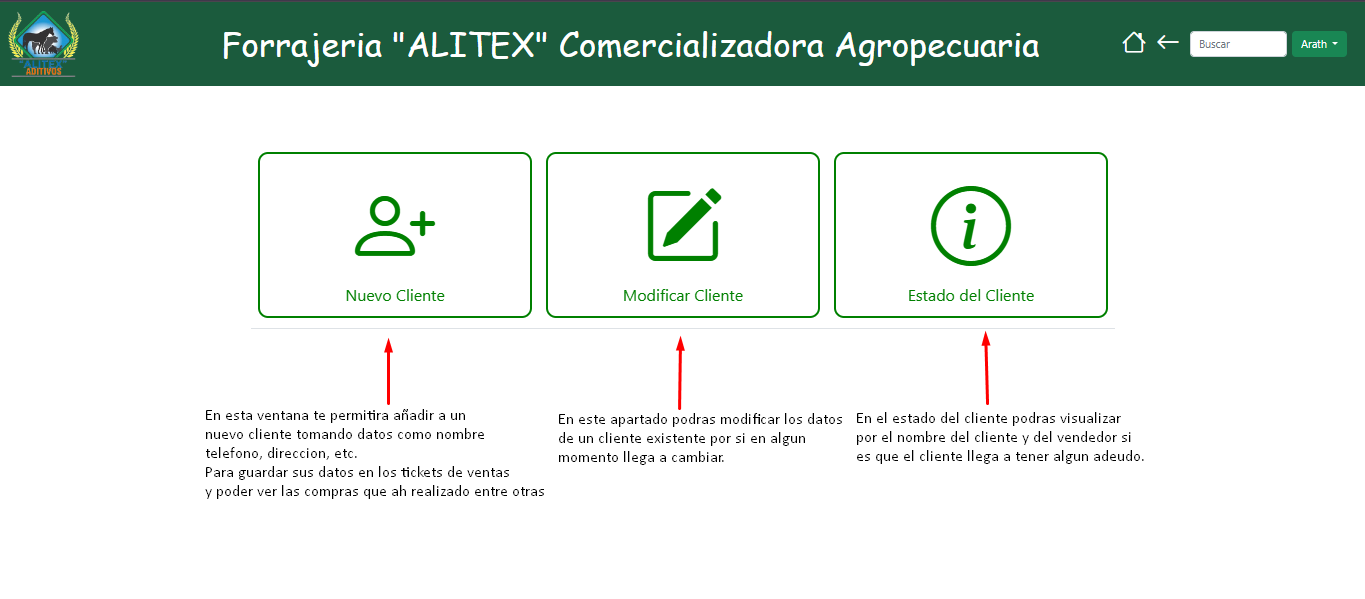 "ALITEX"
ADITIVOS
Forrajeria "ALITEX" Comercializadora Agropecuaria
Buscar
Arath
Nuevo Cliente
Modificar Cliente
Estado del Cliente
En esta ventana te permitira añadir a un
nuevo cliente tomando datos como nombre
telefono, direccion, etc.
Para guardar sus datos en los tickets de ventas
y poder ver las compras que ah realizado entre otras
En este apartado podras modificar los datos
de un cliente existente por si en algun
momento llega a cambiar.
En el estado del cliente podras visualizar
por el nombre del cliente y del vendedor si
es que el cliente llega a tener algun adeudo.